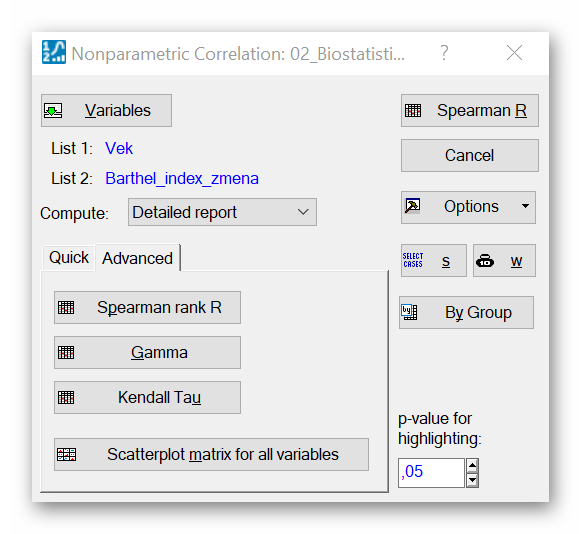 Nonparametric Correlation: 02_Biostatisti...
Variables
Spearman R
List 1: Vek
Cancel
List 2: Barthel_index_zmena
Compute: Detailed report
Options
Quick Advanced
SELECT CASES S
W
Spearman rank R
By Group
Gamma
Kendall Tau
p-value for
highlighting:
Scatterplot matrix for all variables
,05